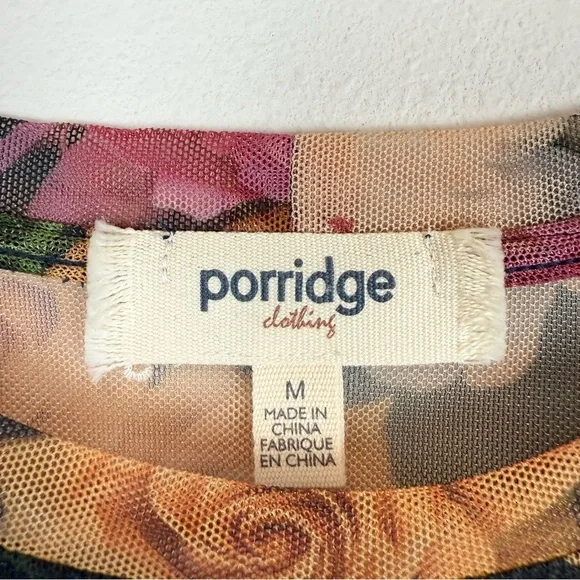 porridge
clothing
M
MADE IN
CHINA
FABRIQUE
EN CHINA